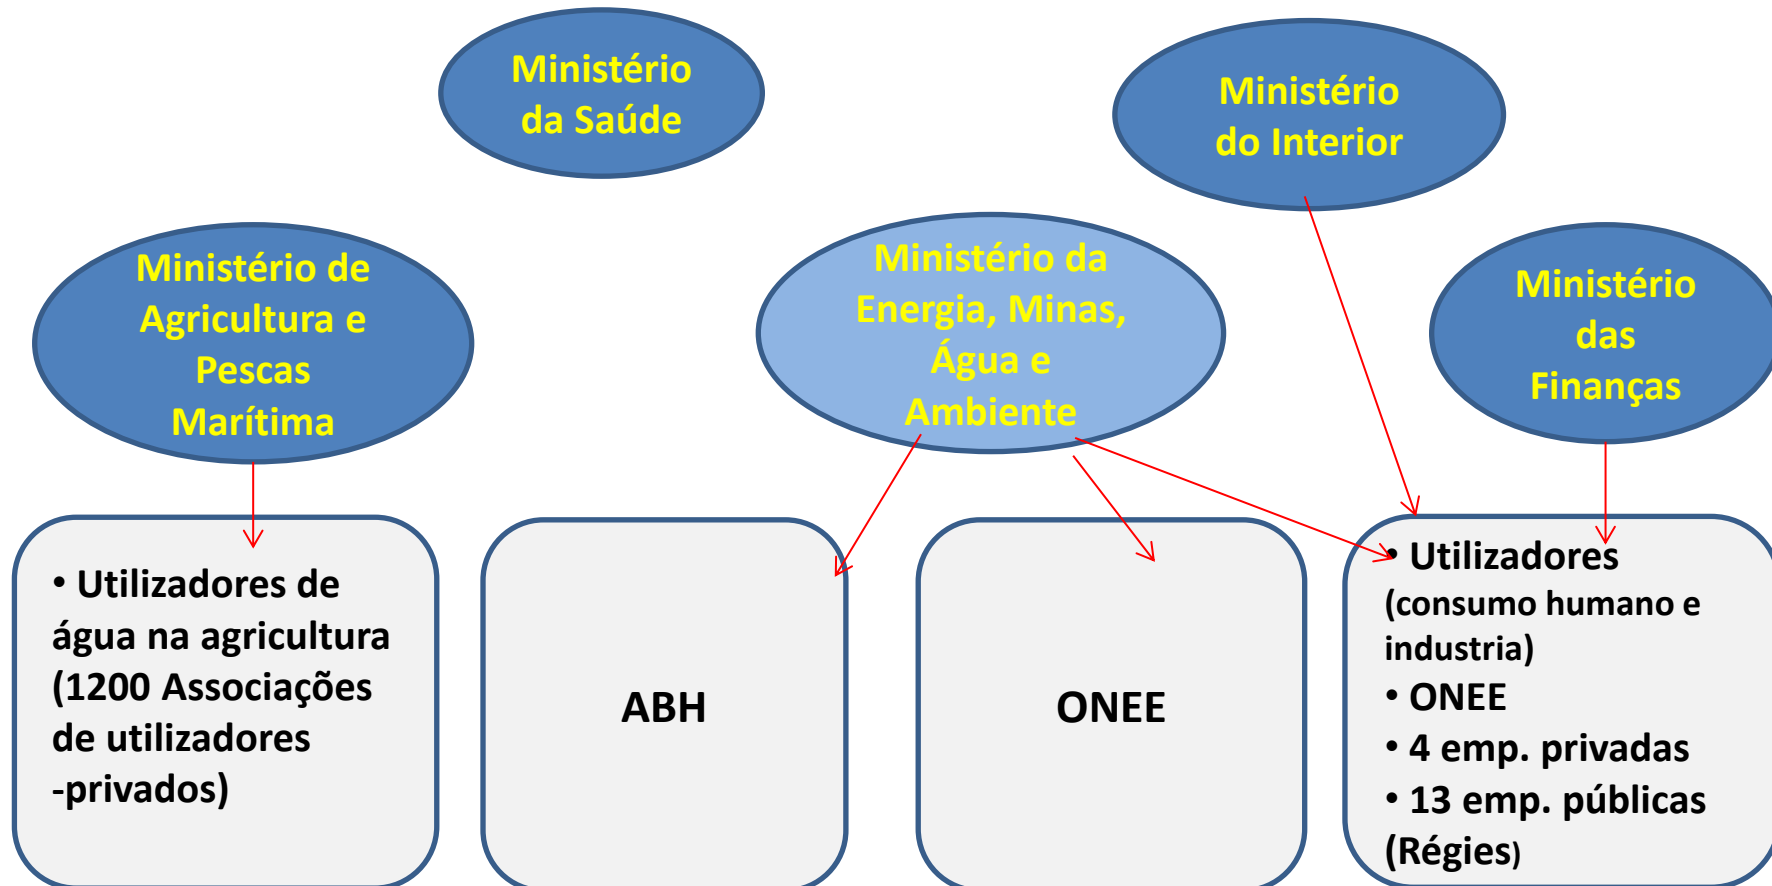 Ministério
da Saúde
Ministério
do Interior
Ministério de
Agricultura e
Pescas
Marítima
Ministério da
Energia, Minas,
Água e
Ambiente
Ministério
das
Finanças
• Utilizadores de
água na agricultura
(1200 Associações
de utilizadores
-privados)
ABH
ONEE
• Utilizadores
(consumo humano e
industria)
• ONEE
• 4 emp. privadas
• 13 emp. públicas
(Régies)